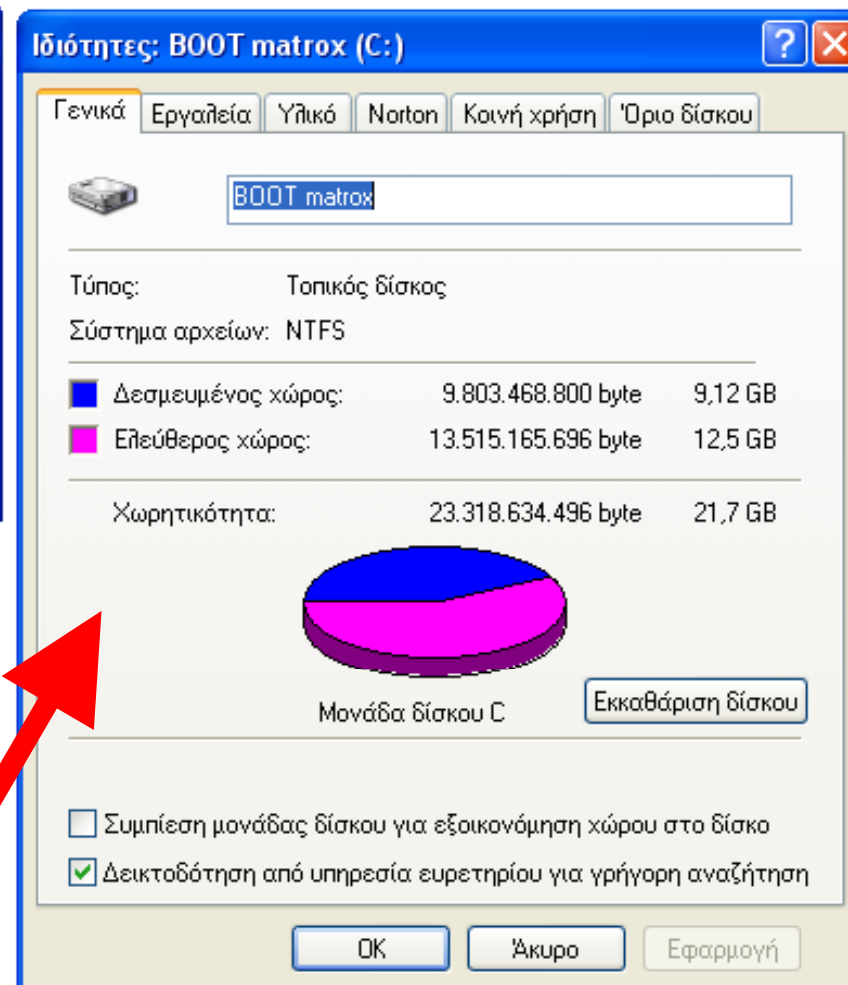 Ιδιότητες: BOOT matrox (C:)
Γενικά Εργαλεία Υλικό Norton Κοινή χρήση Όριο δίσκου
BOOT matrox
Τύπος: Τοπικός δίσκος
Σύστημα αρχείων: NTFS
Δεσμευμένος χώρος: 9.803.468.800 byte 9,12 GB
Ελεύθερος χώρος: 13.515.165.696 byte 12,5 GB
Χωρητικότητα: 23.318.634.496 byte 21,7 GB
Μονάδα δίσκου C
Εκκαθάριση δίσκου
Συμπίεση μονάδας δίσκου για εξοικονόμηση χώρου στο δίσκο
Δεικτοδότηση από υπηρεσία ευρετηρίου για γρήγορη αναζήτηση
OK Άκυρο Εφαρμογή